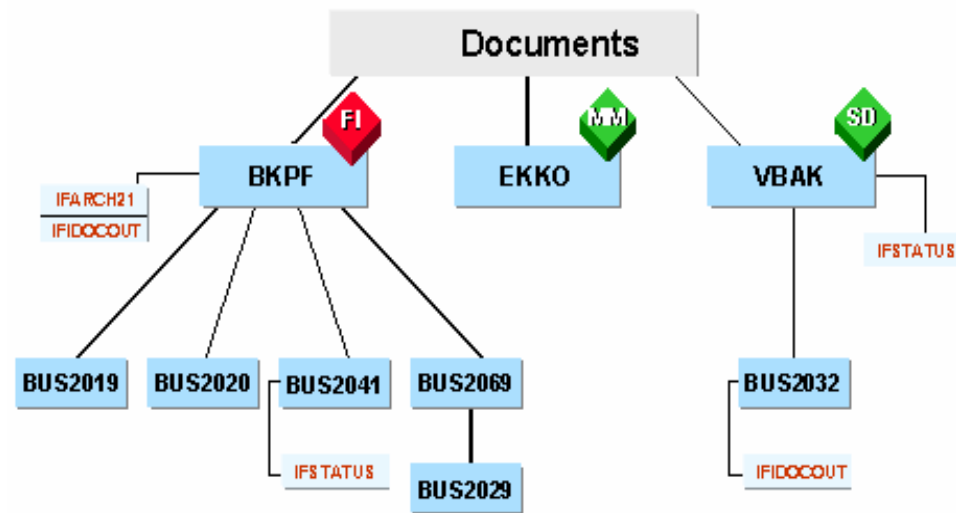 Documents
FI
MM
SD
BKPF
EKKO
VBAK
IFARCH21
IFIDOCOUT
IFSTATUS
BUS2019
BUS2020
BUS2041
BUS2069
BUS2032
IFSTATUS
IFIDOCOUT
BUS2029